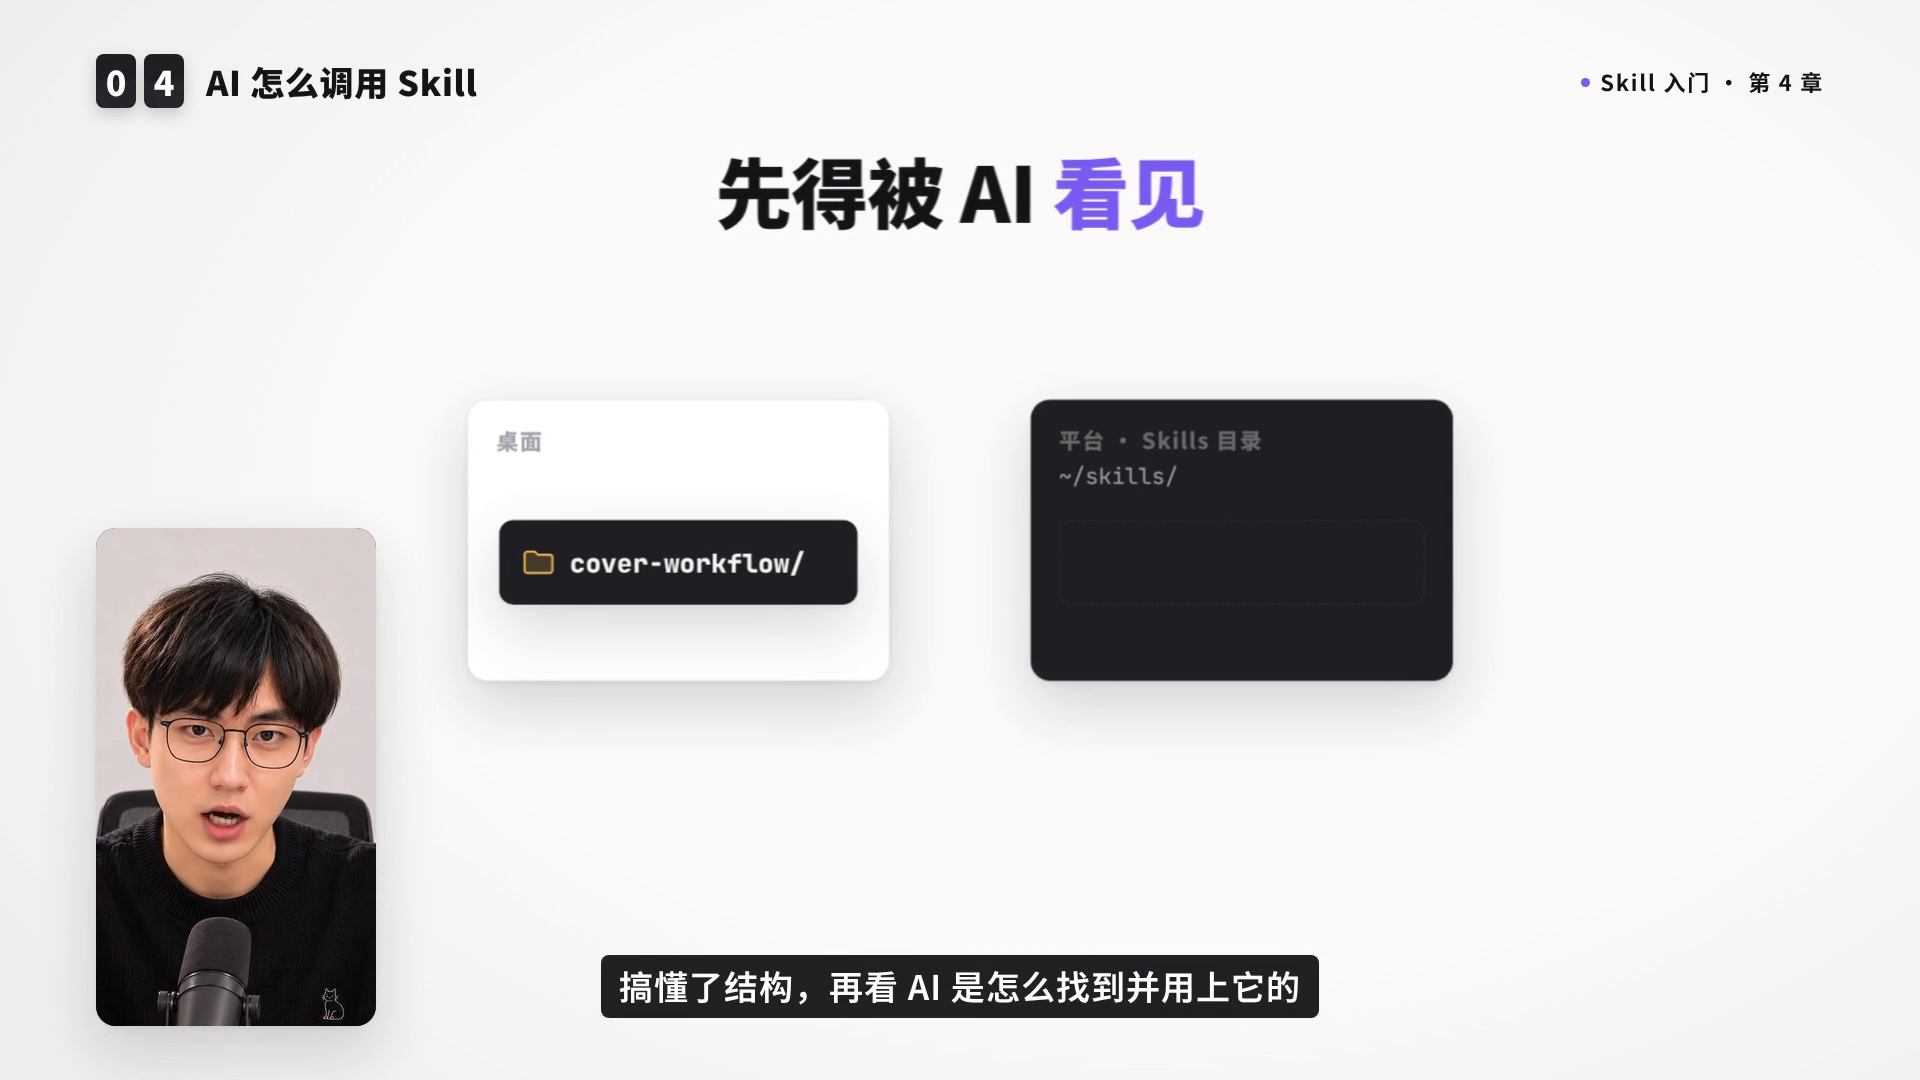 04 AI 怎么调用 Skill
Skill 入门 · 第 4 章
先得被 AI 看见
桌面
cover-workflow/
平台 · Skills 目录
~/skills/
搞懂了结构，再看 AI 是怎么找到并用上它的